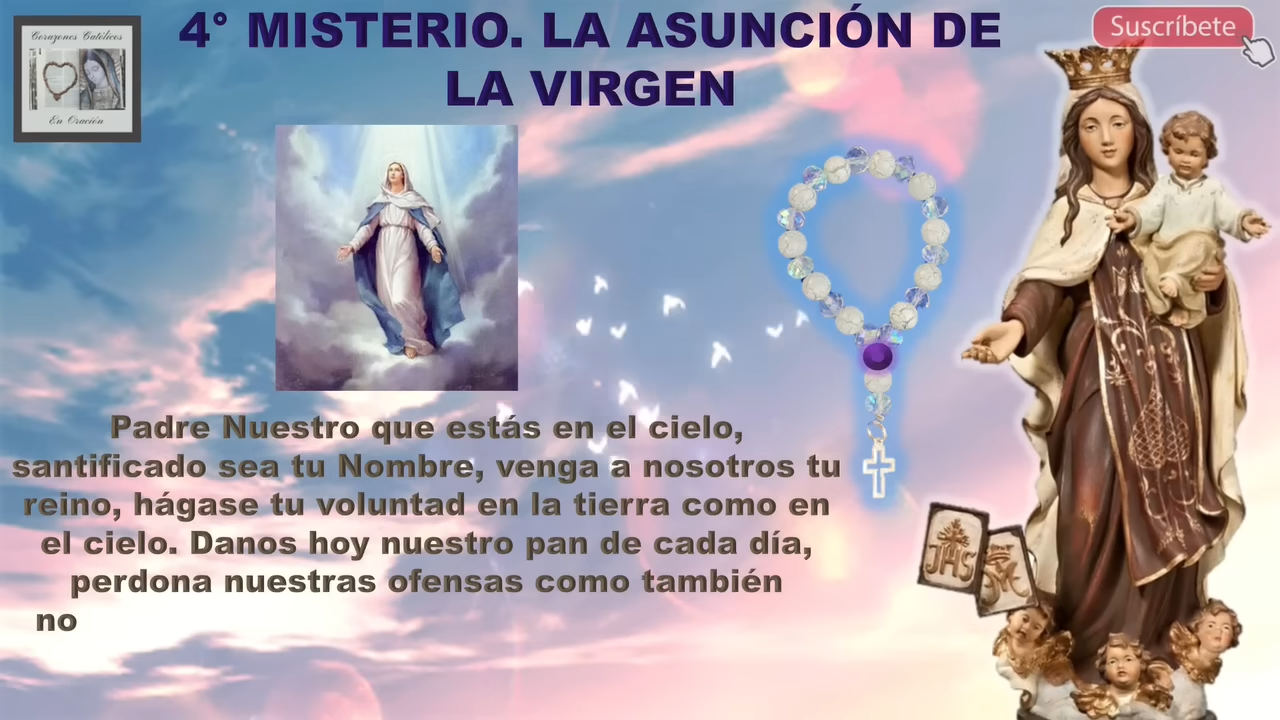 4° MISTERIO. LA ASUNCIÓN DE
LA VIRGEN
Suscríbete
Corazones Católicos
En Oración
Padre Nuestro que estás en el cielo,
santificado sea tu Nombre, venga a nosotros tu
reino, hágase tu voluntad en la tierra como en
el cielo. Danos hoy nuestro pan de cada día,
perdona nuestras ofensas como también
no
JHS